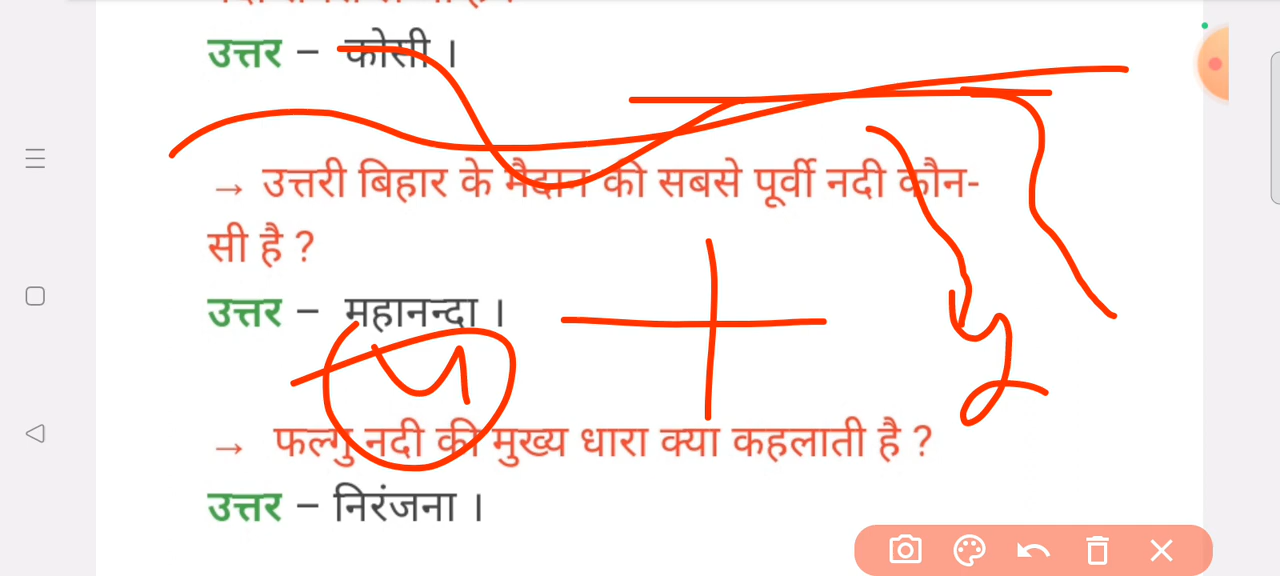 उत्तर – कोसी ।
→ उत्तरी बिहार के मैदान की सबसे पूर्वी नदी कौन-
सी है ?
उत्तर – महानन्दा ।
→ फल्गु नदी की मुख्य धारा क्या कहलाती है ?
उत्तर – निरंजना ।